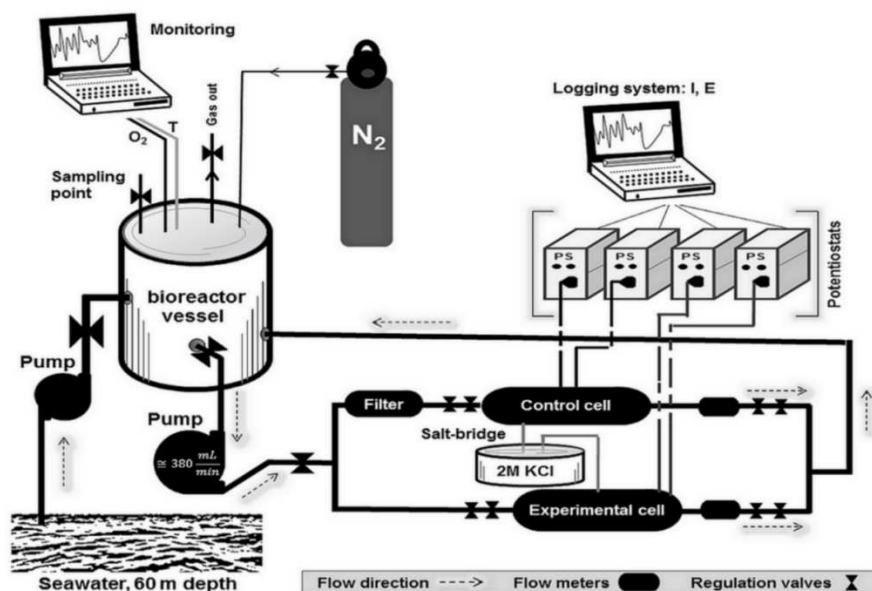 Monitoring
O2
T
Gas out
N2
Logging system: I, E
Sampling
point
PS
PS
PS
PS
Potentiostats
bioreactor
vessel
Pump
Pump
≅ 380 mL/min
Filter
Control cell
Salt-bridge
2M KCl
Experimental cell
Seawater, 60 m depth
Flow direction
Flow meters
Regulation valves